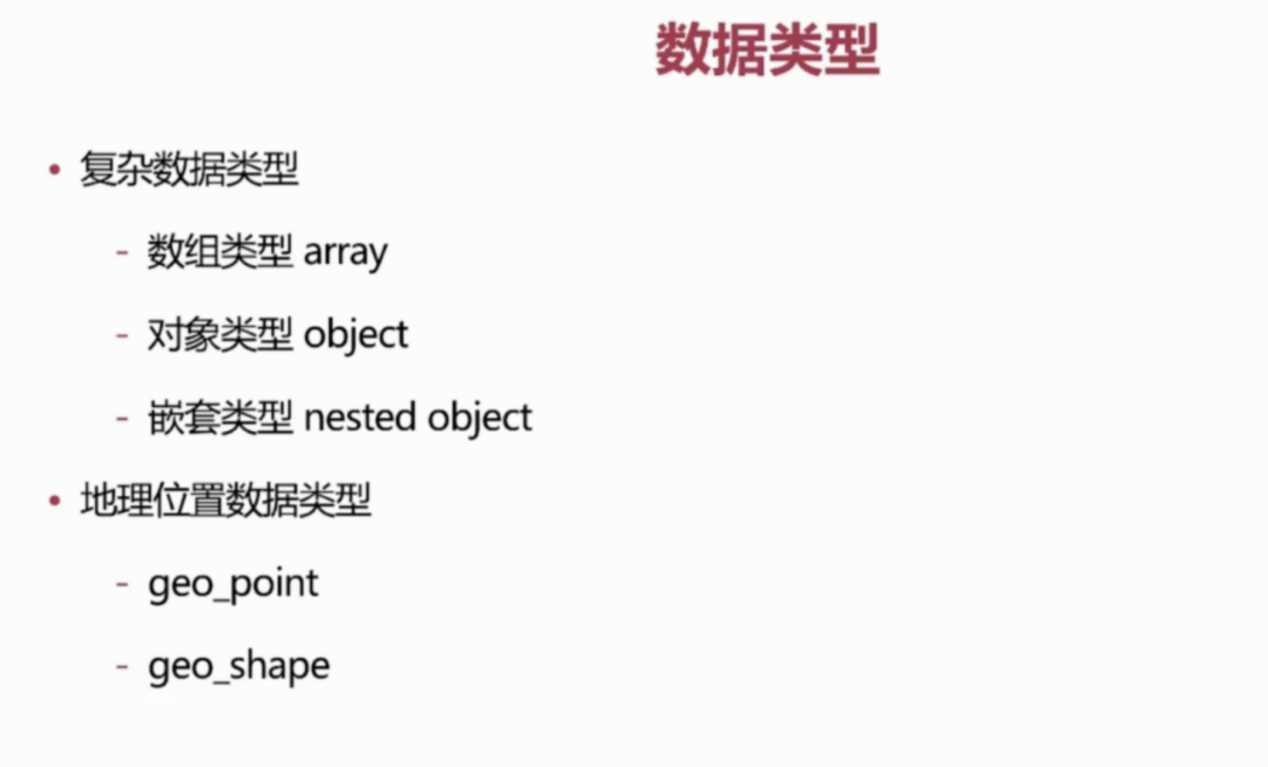 数据类型
• 复杂数据类型
- 数组类型 array
- 对象类型 object
- 嵌套类型 nested object
• 地理位置数据类型
- geo_point
- geo_shape